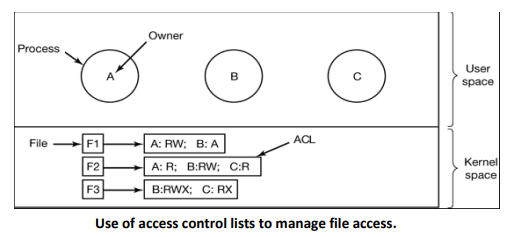 Owner
Process
A
B
C
User
space
File
F1
A: RW; B: A
ACL
F2
A: R; B:RW; C:R
Kernel
space
F3
B:RWX; C: RX
Use of access control lists to manage file access.